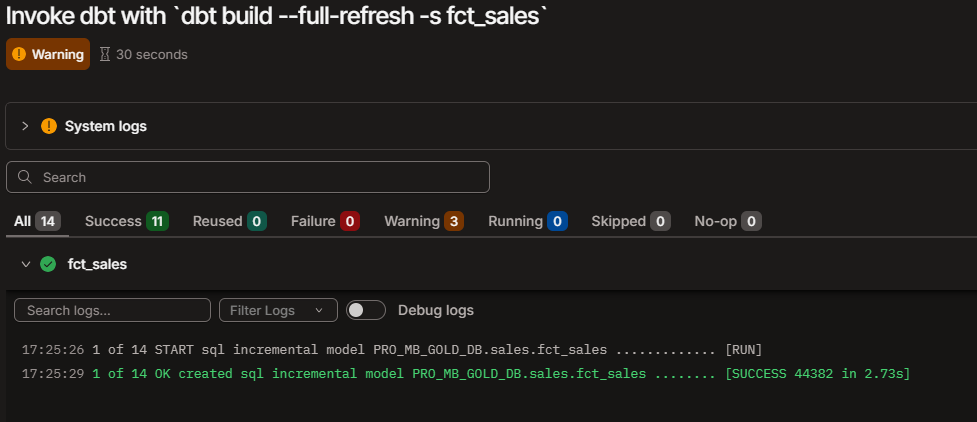 Invoke dbt with `dbt build --full-refresh -s fct_sales`
Warning 30 seconds
System logs
Search
All 14 Success 11 Reused 0 Failure 0 Warning 3 Running 0 Skipped 0 No-op 0
fct_sales
Search logs... Filter Logs Debug logs
17:25:26 1 of 14 START sql incremental model PRO_MB_GOLD_DB.sales.fct_sales ............. [RUN]
17:25:29 1 of 14 OK created sql incremental model PRO_MB_GOLD_DB.sales.fct_sales ........ [SUCCESS 44382 in 2.73s]